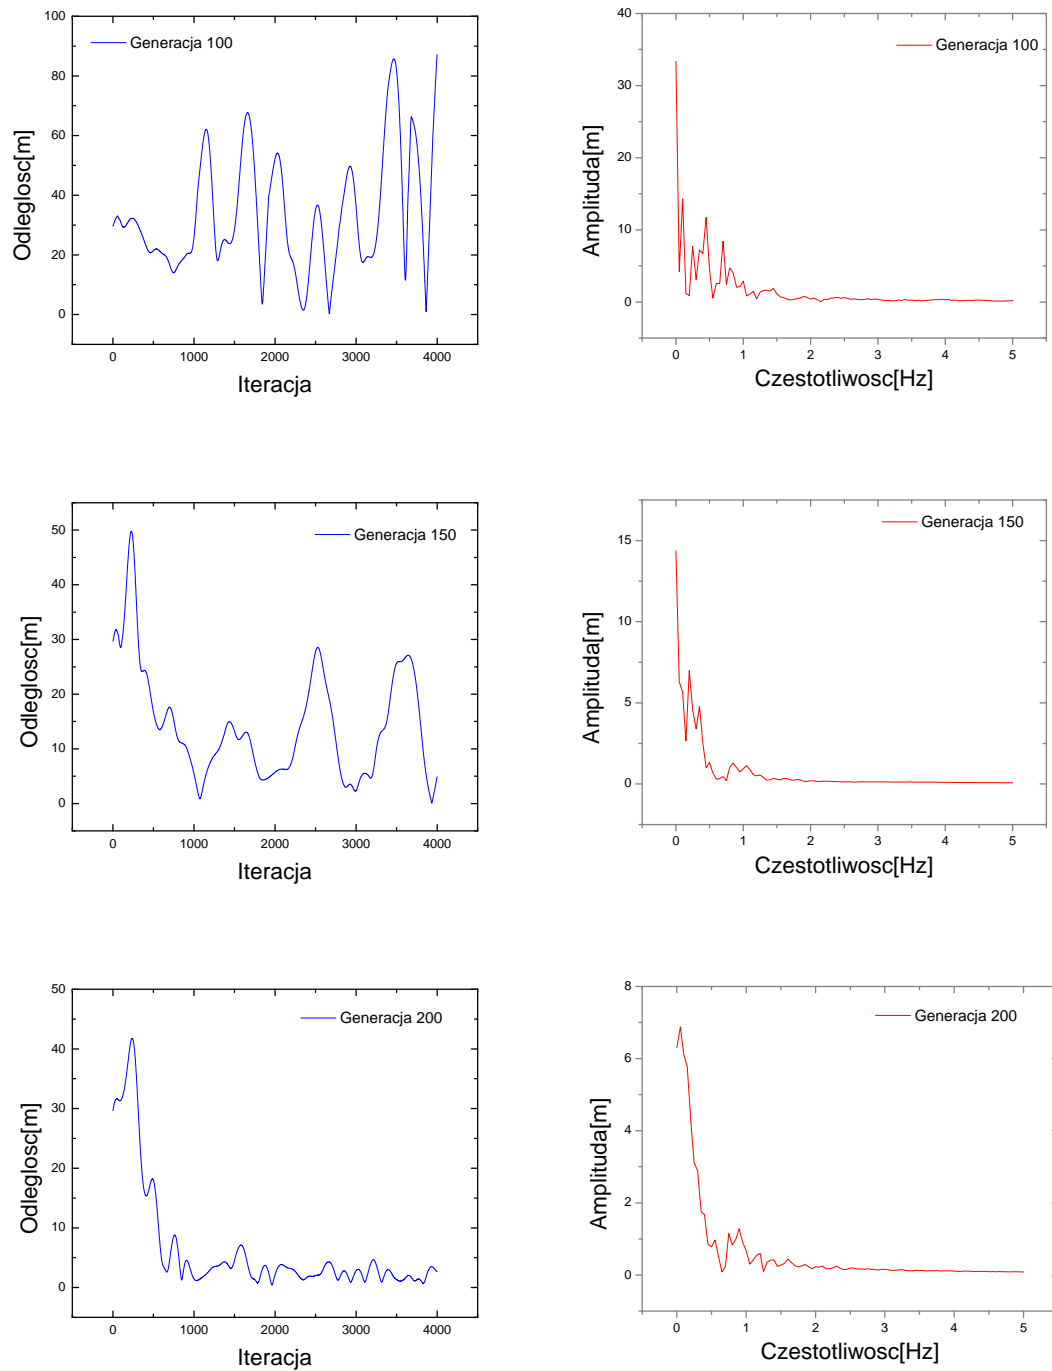 Generacja 100
Odleglosc[m]
100
80
60
40
20
0
0 1000 2000 3000 4000
Iteracja
Generacja 100
Amplituda[m]
40
30
20
10
0
0 1 2 3 4 5
Czestotliwosc[Hz]
Generacja 150
Odleglosc[m]
50
40
30
20
10
0
0 1000 2000 3000 4000
Iteracja
Generacja 150
Amplituda[m]
15
10
5
0
0 1 2 3 4 5
Czestotliwosc[Hz]
Generacja 200
Odleglosc[m]
50
40
30
20
10
0
0 1000 2000 3000 4000
Iteracja
Generacja 200
Amplituda[m]
8
6
4
2
0
0 1 2 3 4 5
Czestotliwosc[Hz]